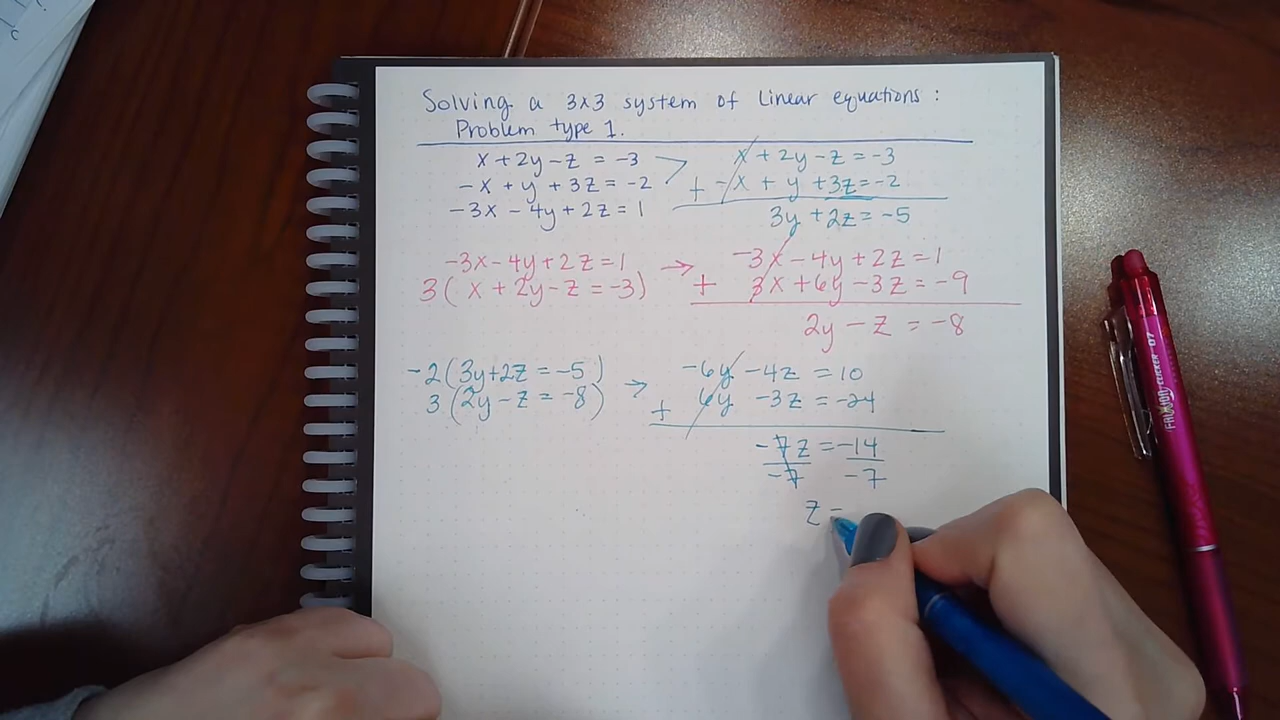 Solving a 3x3 system of linear equations :
Problem type 1.
x + 2y - z = -3
-x + y + 3z = -2
-3x - 4y + 2z = 1
x + 2y - z = -3
+ -x + y + 3z = -2
3y + 2z = -5
-3x - 4y + 2z = 1
3( x + 2y - z = -3) →
-3x - 4y + 2z = 1
+ 3x + 6y - 3z = -9
2y - z = -8
-2(3y + 2z = -5)
3(2y - z = -8) →
-6y - 4z = 10
+ 6y - 3z = -24
-7z = -14
-7 -7
z =
FRIXION CLICKER 07